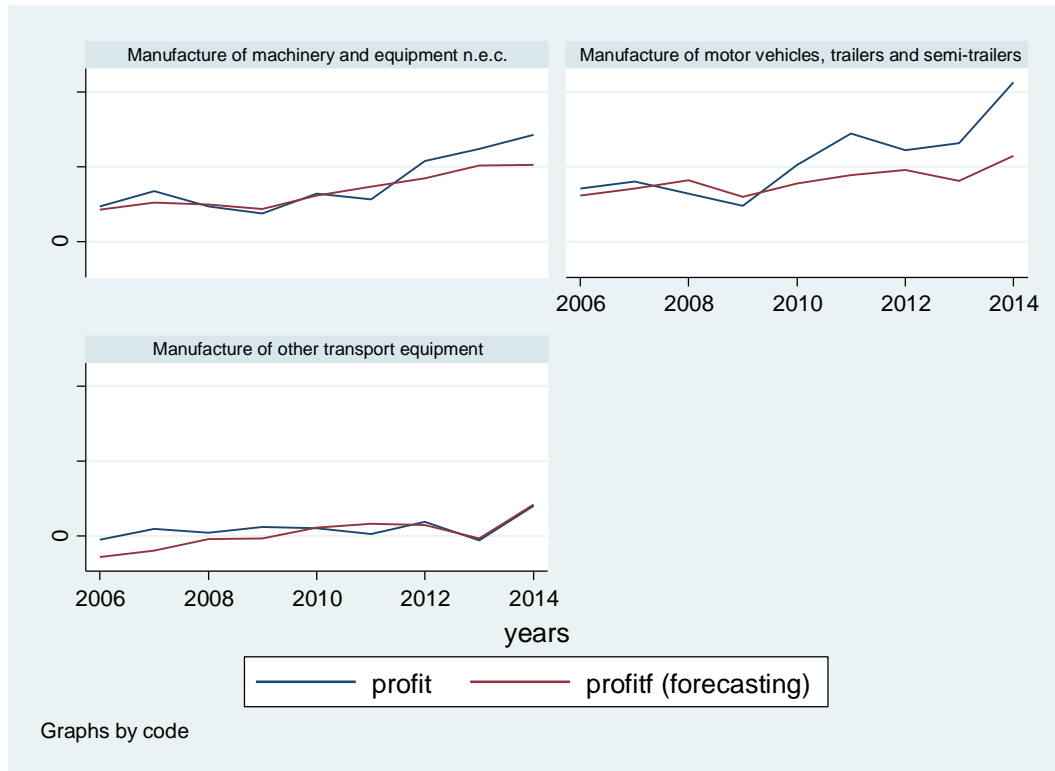 Manufacture of machinery and equipment n.e.c.
Manufacture of motor vehicles, trailers and semi-trailers
0
2006 2008 2010 2012 2014
Manufacture of other transport equipment
0
2006 2008 2010 2012 2014
years
profit profitf (forecasting)
Graphs by code